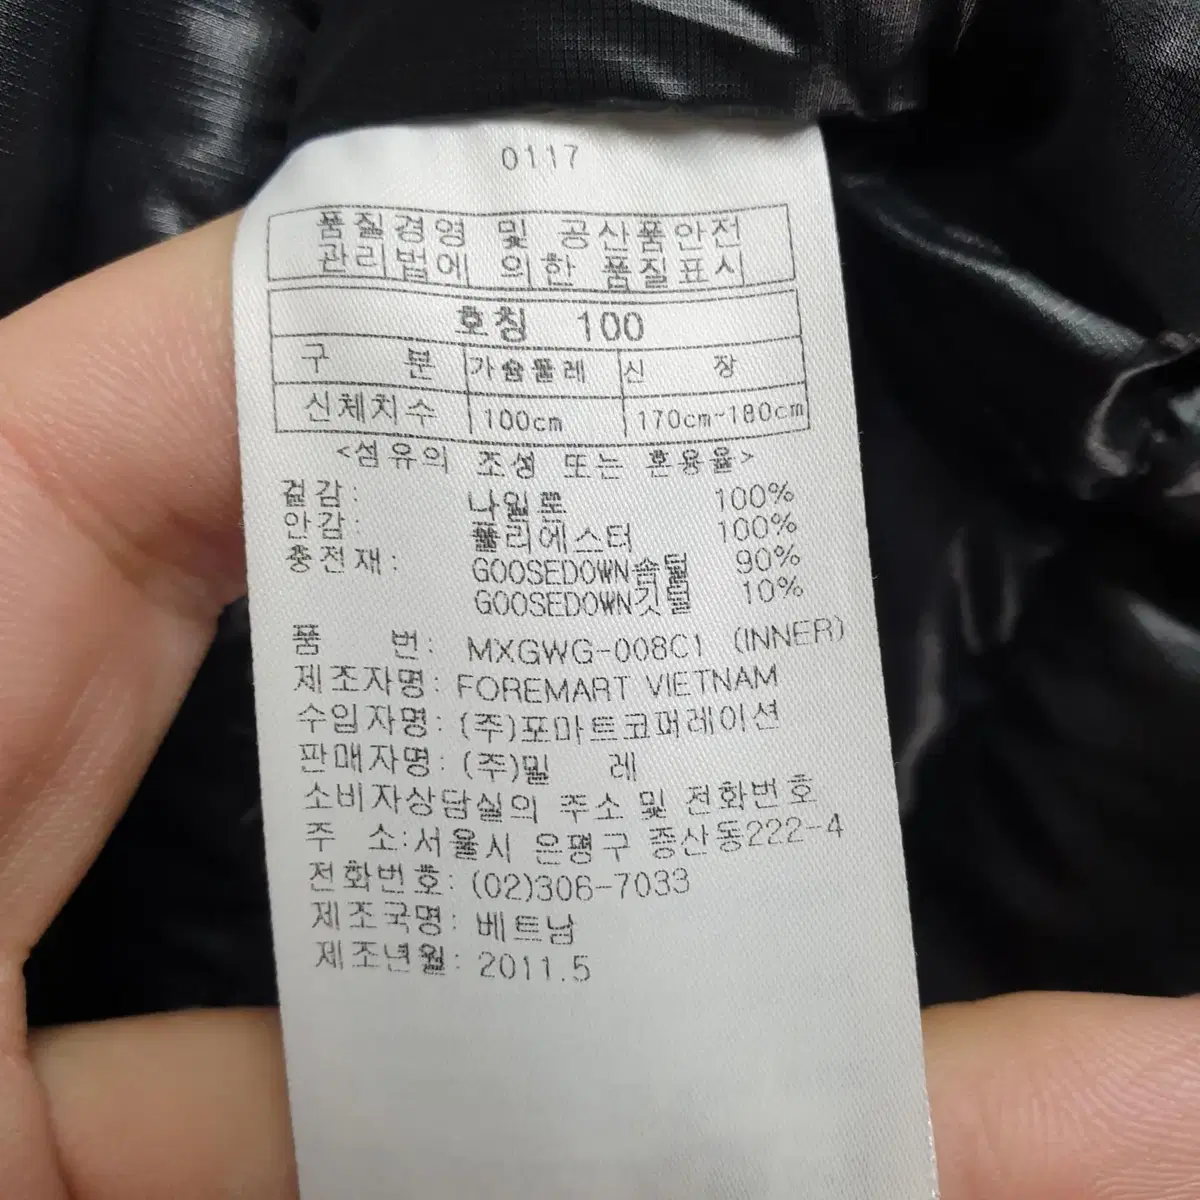 0117
품질경영 및 공산품안전
관리법에 의한 품질표시
호칭 100
구 분 가슴둘레 신 장
신체치수 100cm 170cm~180cm
<섬유의 조성 또는 혼용율>
겉감: 나일론 100%
안감: 폴리에스터 100%
충전재: GOOSEDOWN솜털 90%
GOOSEDOWN깃털 10%
품 번: MXGWG-008C1 (INNER)
제조자명: FOREMART VIETNAM
수입자명: (주)포마트코퍼레이션
판매자명: (주)밀 레
소비자상담실의 주소 및 전화번호
주 소:서울시 은평구 증산동222-4
전화번호: (02)306-7033
제조국명: 베트남
제조년월: 2011.5